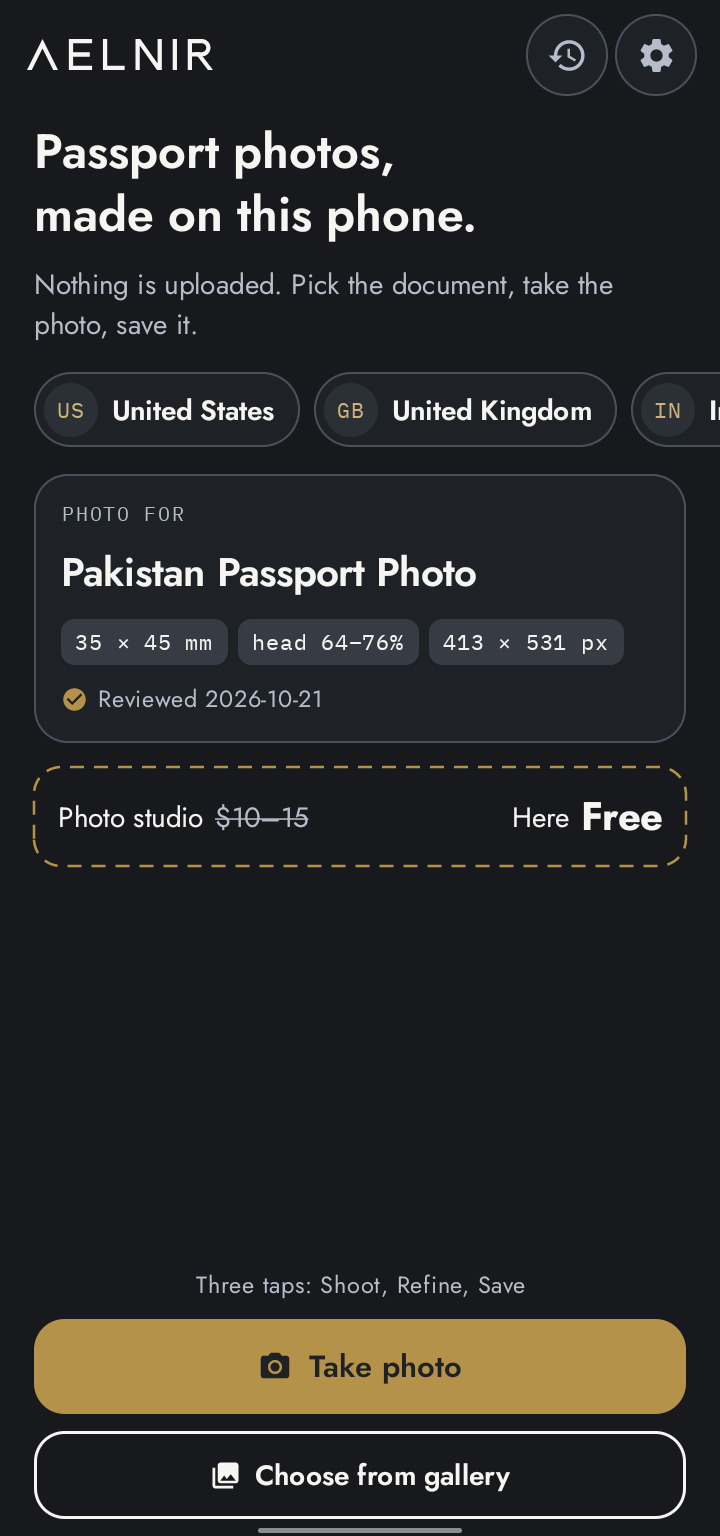 AELNIR
Passport photos,
made on this phone.
Nothing is uploaded. Pick the document, take the
photo, save it.
US United States GB United Kingdom IN
PHOTO FOR
Pakistan Passport Photo
35 × 45 mm head 64–76% 413 × 531 px
Reviewed 2026-10-21
Photo studio $10–15 Here Free
Three taps: Shoot, Refine, Save
Take photo
Choose from gallery